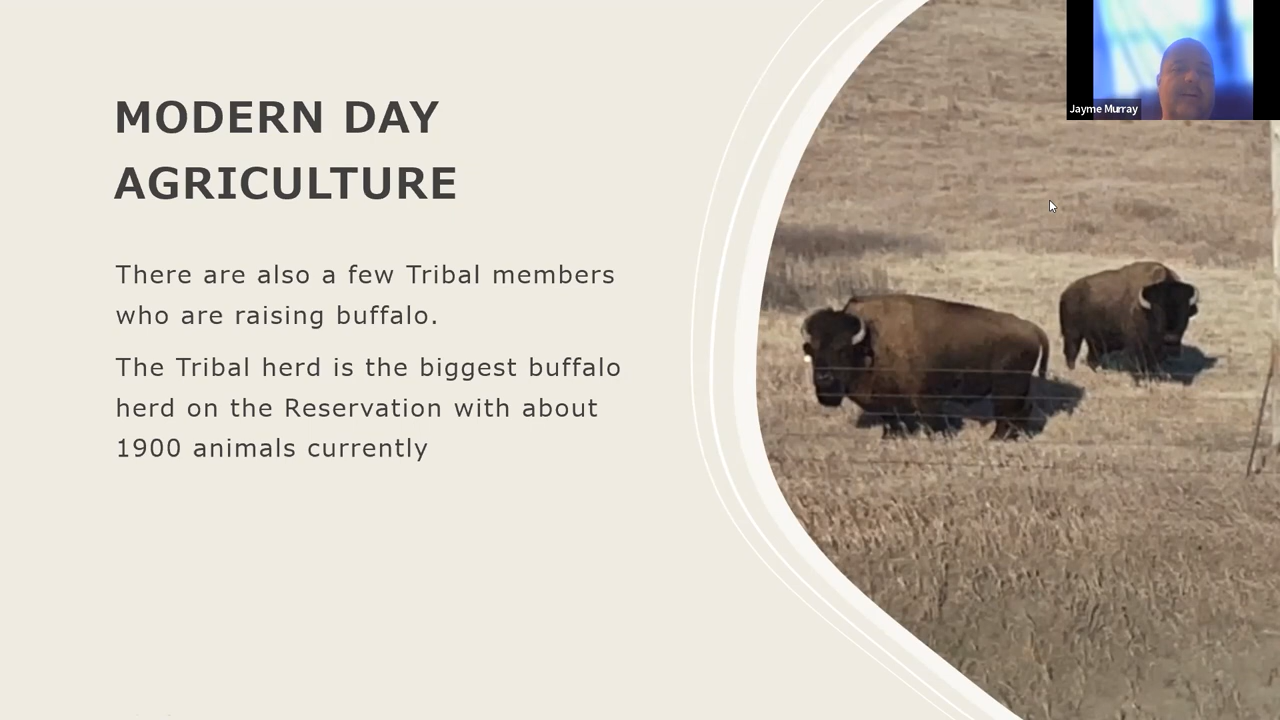 MODERN DAY
AGRICULTURE
There are also a few Tribal members
who are raising buffalo.
The Tribal herd is the biggest buffalo
herd on the Reservation with about
1900 animals currently
Jayme Murray